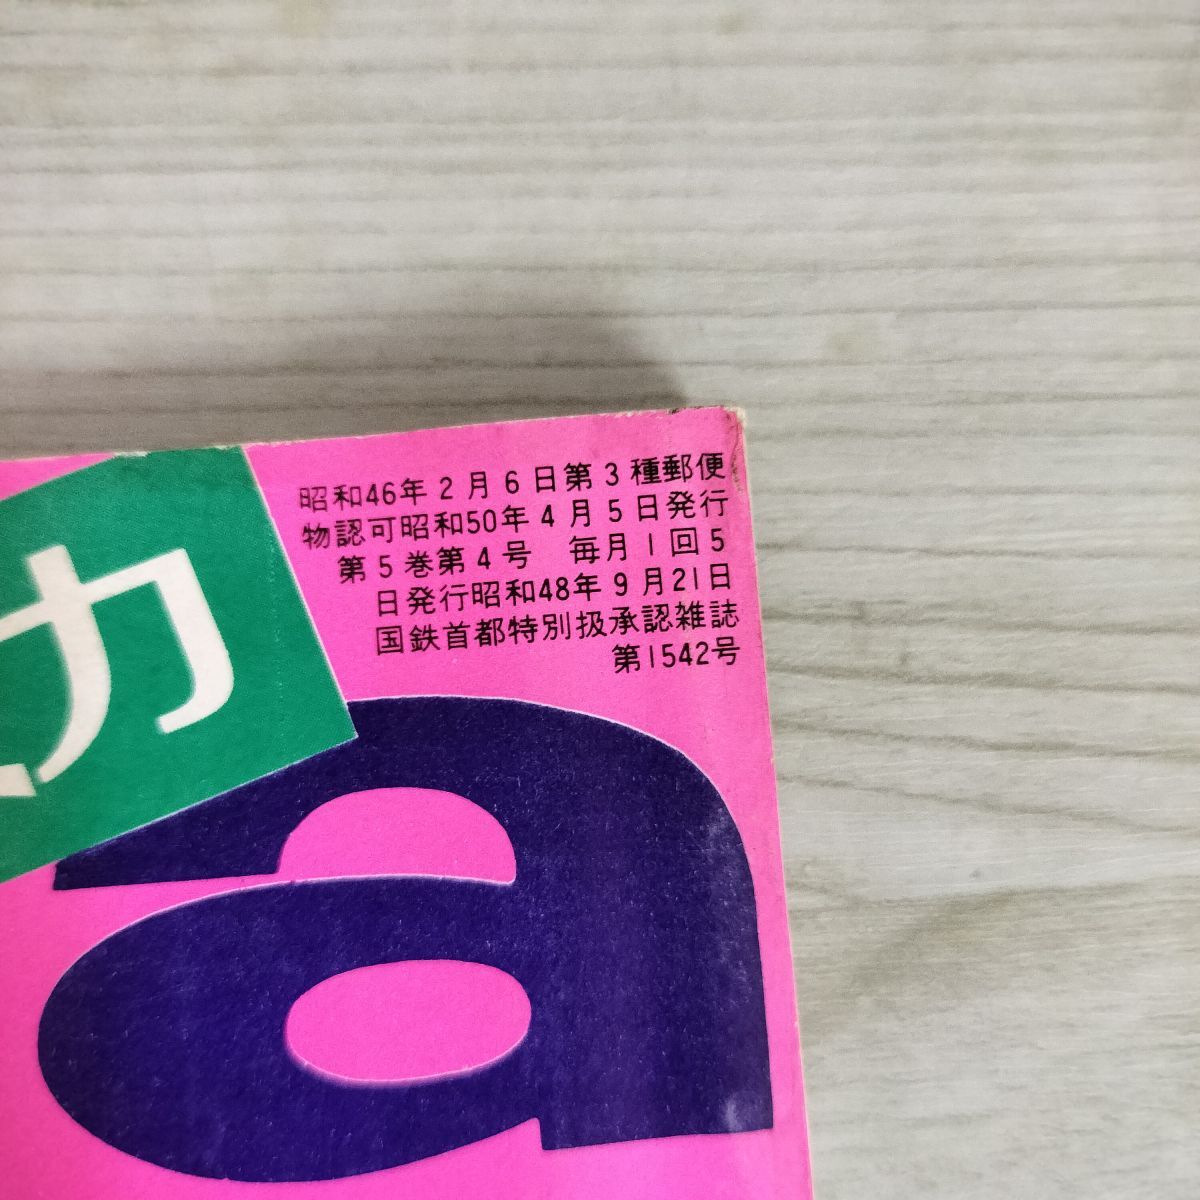 昭和46年2月6日第3種郵便
物認可昭和50年4月5日発行
第5巻第4号　毎月1回5
日発行昭和48年9月21日
国鉄首都特別扱承認雑誌
第1542号
カ
a